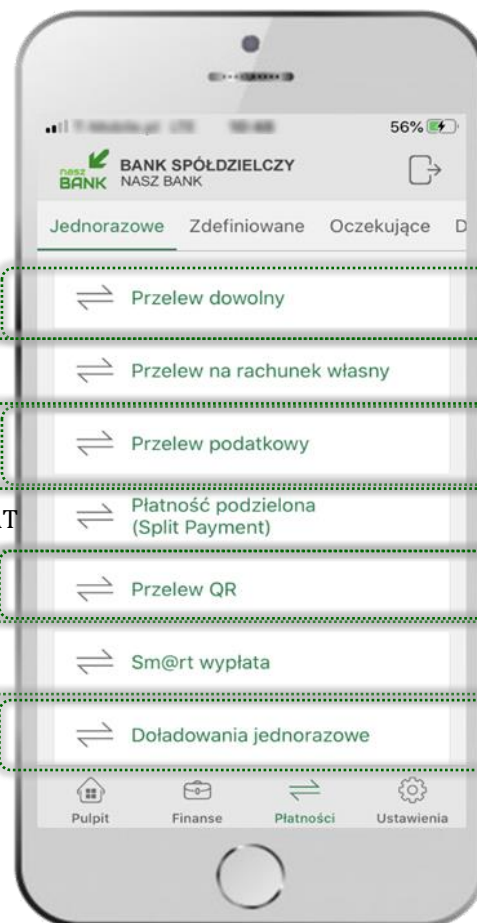 56%
nasz
BANK
BANK SPÓŁDZIELCZY
NASZ BANK
Jednorazowe Zdefiniowane Oczekujące D
Przelew dowolny
Przelew na rachunek własny
Przelew podatkowy
Płatność podzielona
(Split Payment)
Przelew QR
Sm@rt wypłata
Doładowania jednorazowe
Pulpit Finanse Płatności Ustawienia